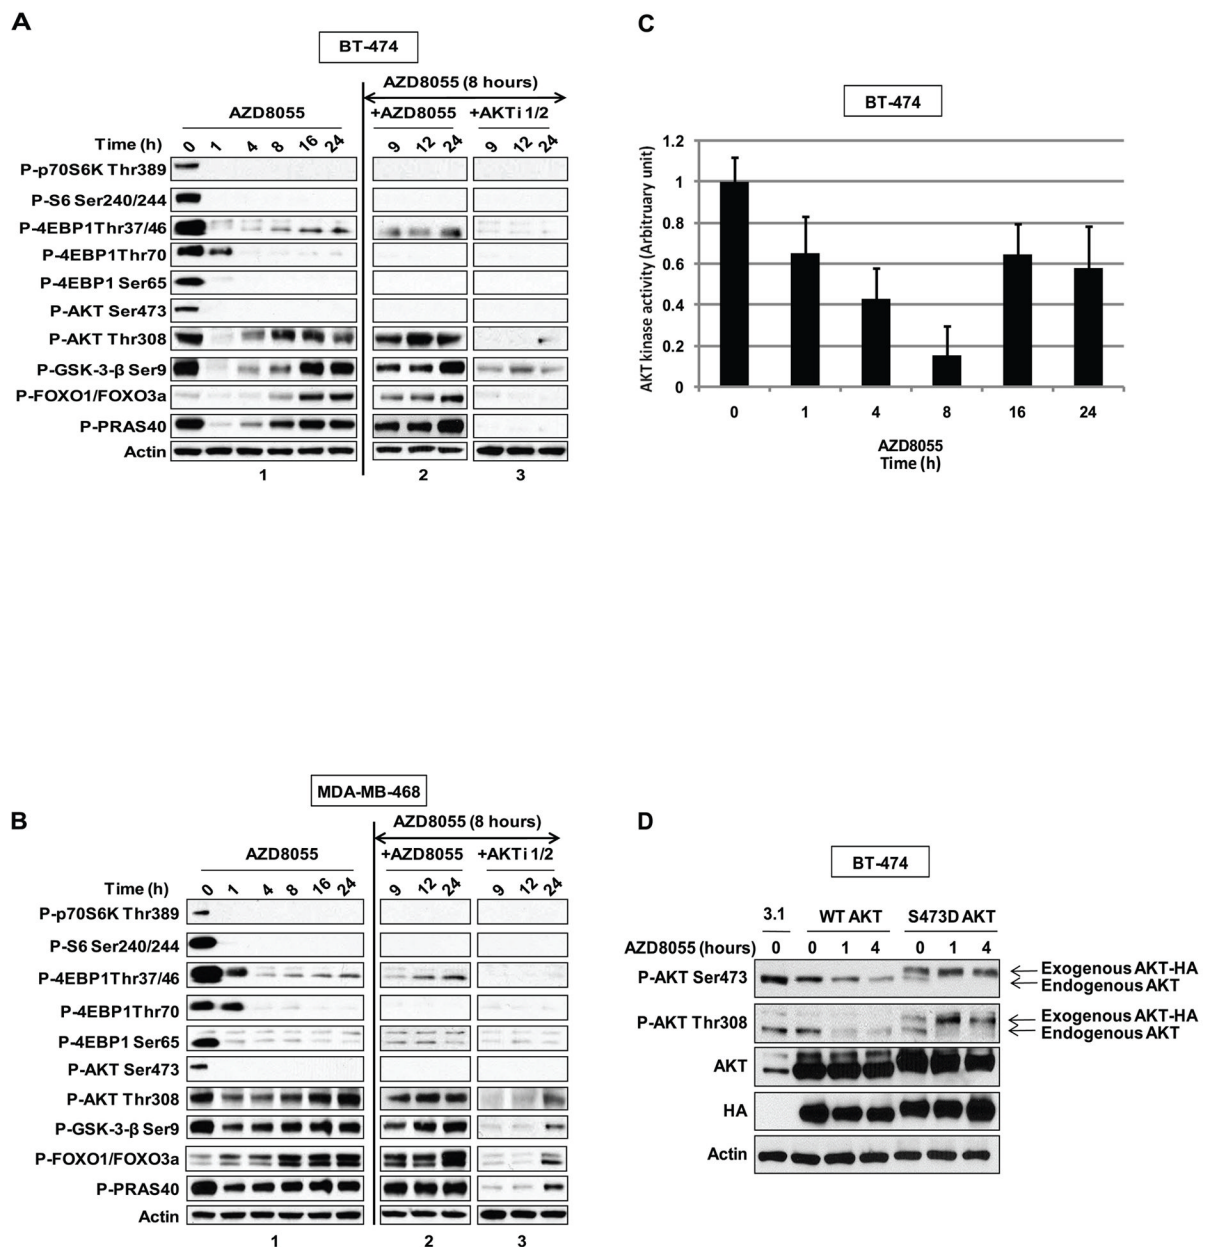 A
BT-474
AZD8055 (8 hours)
AZD8055 +AZD8055 +AKTi 1/2
Time (h) 0 1 4 8 16 24 9 12 24 9 12 24
P-p70S6K Thr389
P-S6 Ser240/244
P-4EBP1Thr37/46
P-4EBP1Thr70
P-4EBP1 Ser65
P-AKT Ser473
P-AKT Thr308
P-GSK-3-β Ser9
P-FOXO1/FOXO3a
P-PRAS40
Actin
1 2 3
C
BT-474
AKT kinase activity (Arbitruary unit)
1.2
1
0.8
0.6
0.4
0.2
0
0 1 4 8 16 24
AZD8055
Time (h)
B
MDA-MB-468
AZD8055 (8 hours)
AZD8055 +AZD8055 +AKTi 1/2
Time (h) 0 1 4 8 16 24 9 12 24 9 12 24
P-p70S6K Thr389
P-S6 Ser240/244
P-4EBP1Thr37/46
P-4EBP1Thr70
P-4EBP1 Ser65
P-AKT Ser473
P-AKT Thr308
P-GSK-3-β Ser9
P-FOXO1/FOXO3a
P-PRAS40
Actin
1 2 3
D
BT-474
3.1 WT AKT S473D AKT
AZD8055 (hours) 0 0 1 4 0 1 4
P-AKT Ser473 Exogenous AKT-HA
Endogenous AKT
P-AKT Thr308 Exogenous AKT-HA
Endogenous AKT
AKT
HA
Actin